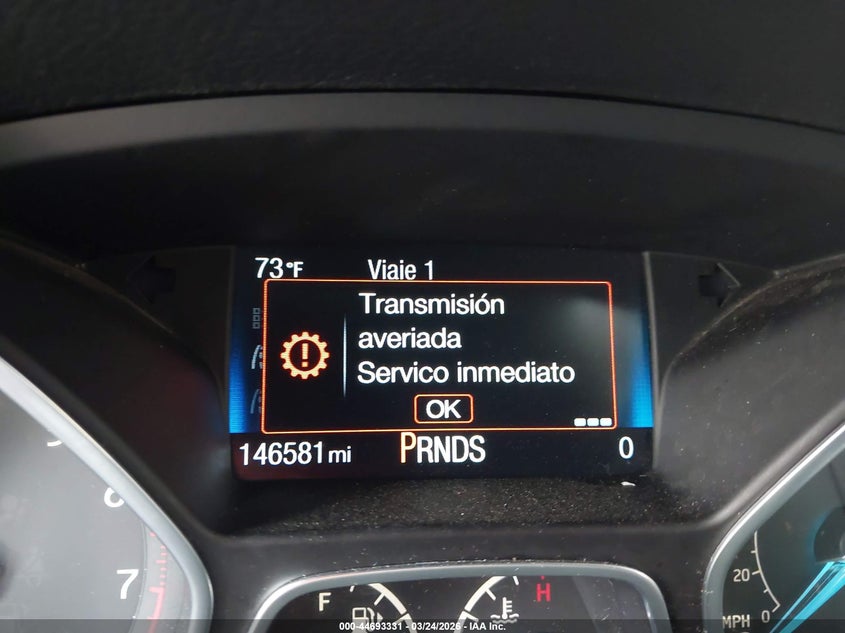 73°F Viaje 1
Transmisión
averiada
Servico inmediato
OK
146581 mi PRNDS 0
6
7
F
H
20
MPH 0
000-44693331 - 03/24/2026 - IAA Inc.